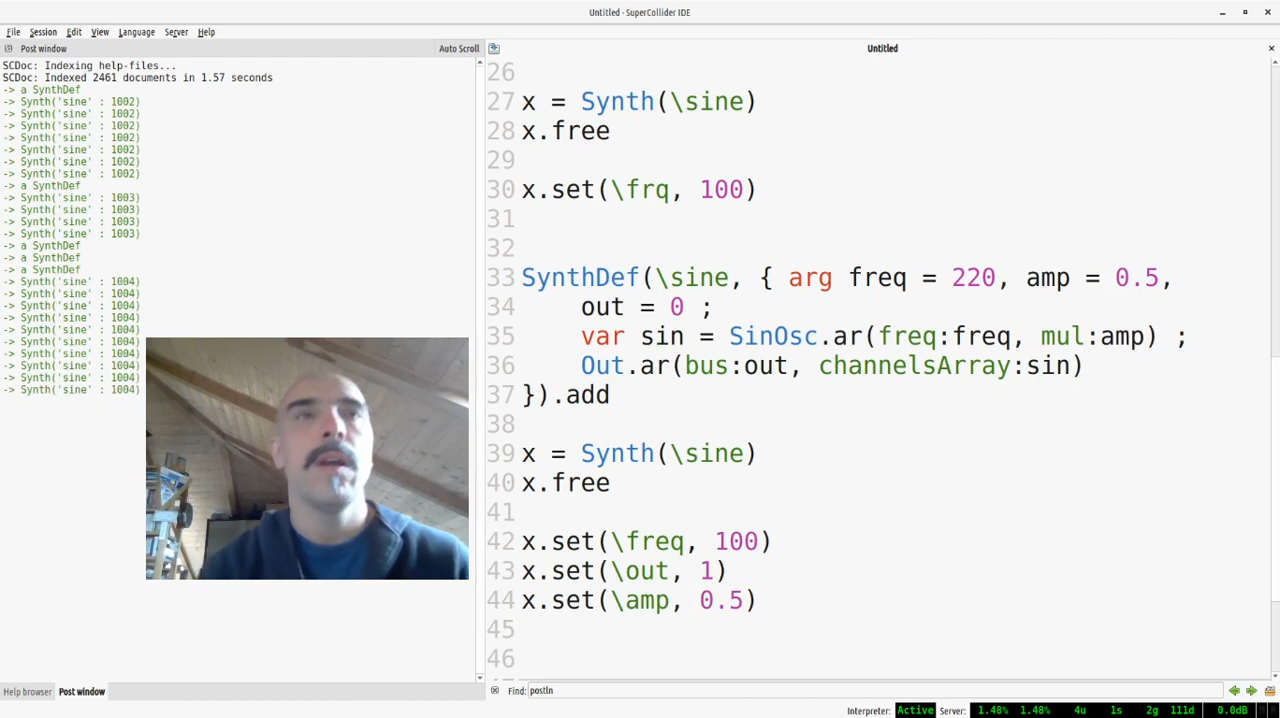 Untitled - SuperCollider IDE
File Session Edit View Language Server Help
Post window
Auto Scroll
SCDoc: Indexing help-files...
SCDoc: Indexed 2461 documents in 1.57 seconds
-> a SynthDef
-> Synth('sine' : 1002)
-> Synth('sine' : 1002)
-> Synth('sine' : 1002)
-> Synth('sine' : 1002)
-> Synth('sine' : 1002)
-> Synth('sine' : 1002)
-> Synth('sine' : 1002)
-> a SynthDef
-> Synth('sine' : 1003)
-> Synth('sine' : 1003)
-> Synth('sine' : 1003)
-> Synth('sine' : 1003)
-> a SynthDef
-> a SynthDef
-> a SynthDef
-> Synth('sine' : 1004)
-> Synth('sine' : 1004)
-> Synth('sine' : 1004)
-> Synth('sine' : 1004)
-> Synth('sine' : 1004)
-> Synth('sine' : 1004)
-> Synth('sine' : 1004)
-> Synth('sine' : 1004)
-> Synth('sine' : 1004)
-> Synth('sine' : 1004)
Help browser Post window
Untitled
26
27 x = Synth(\sine)
28 x.free
29
30 x.set(\frq, 100)
31
32
33 SynthDef(\sine, { arg freq = 220, amp = 0.5,
34 out = 0 ;
35 var sin = SinOsc.ar(freq:freq, mul:amp) ;
36 Out.ar(bus:out, channelsArray:sin)
37 }).add
38
39 x = Synth(\sine)
40 x.free
41
42 x.set(\freq, 100)
43 x.set(\out, 1)
44 x.set(\amp, 0.5)
45
46
Find: postln
Interpreter: Active Server: 1.48% 1.48% 4u 1s 2g 111d 0.0dB